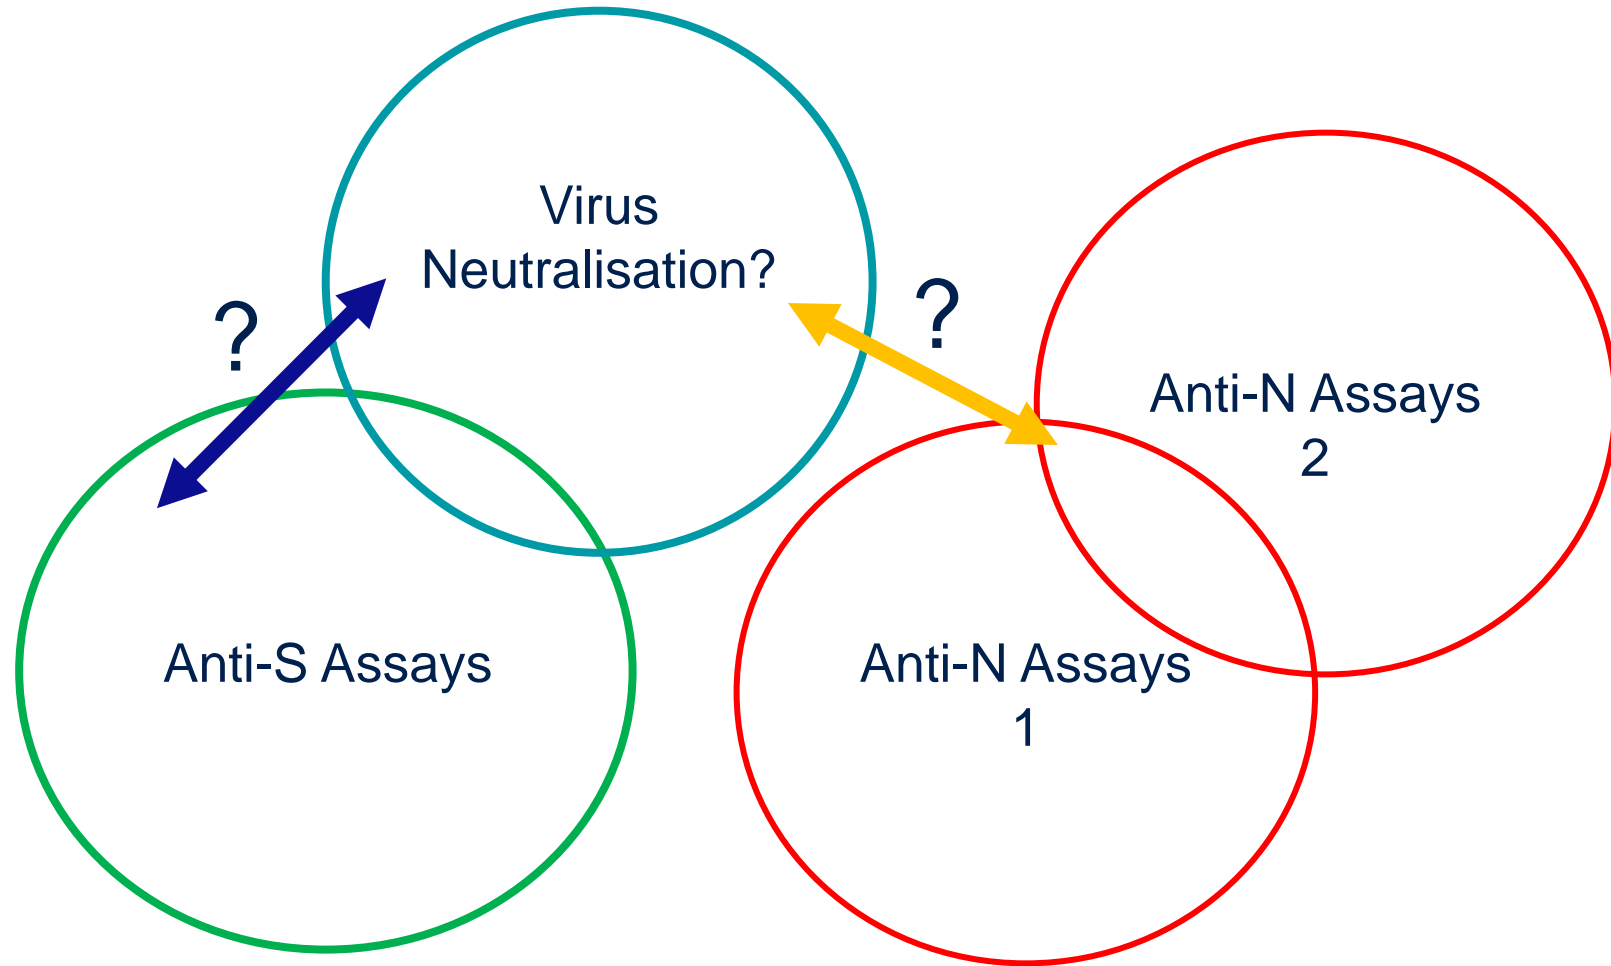 Virus
Neutralisation?
?
?
Anti-N Assays
2
Anti-S Assays
Anti-N Assays
1